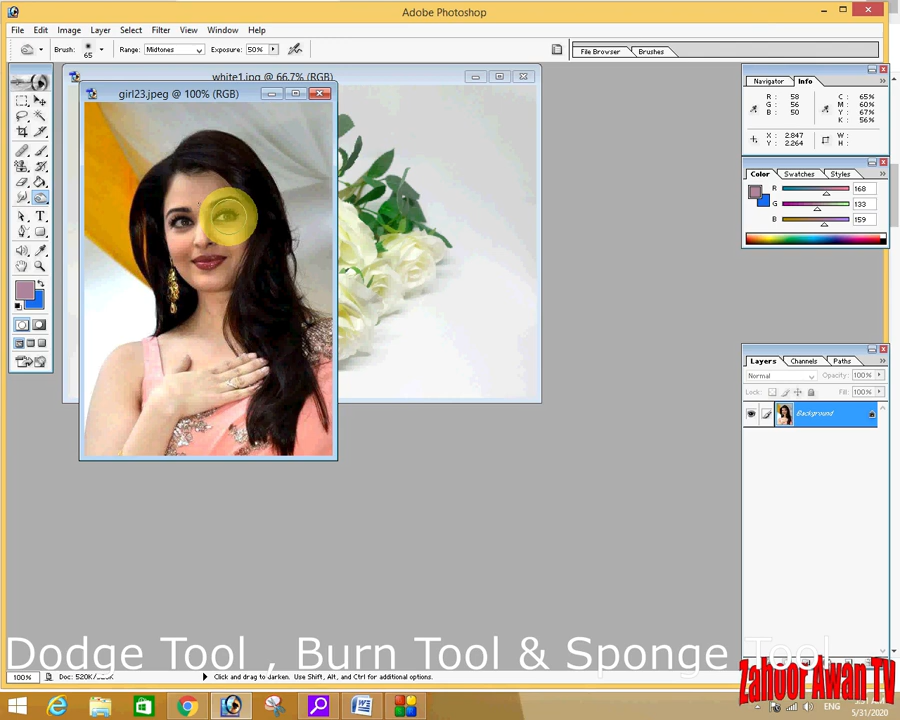 Adobe Photoshop
File Edit Image Layer Select Filter View Window Help
Brush: 65 Range: Midtones Exposure: 50% File Browser Brushes
white1.jpg @ 66.7% (RGB)
girl23.jpeg @ 100% (RGB)
Navigator Info
R : 58 C : 65%
G : 56 M : 60%
B : 50 Y : 67%
K : 56%
X : 2.847 W :
Y : 2.264 H :
Color Swatches Styles
R 168
G 133
B 159
Layers Channels Paths
Normal Opacity: 100%
Lock: Fill: 100%
Background
Dodge Tool , Burn Tool & Sponge Tool
Zahoor Awan TV
100% Doc: 520K/ Click and drag to darken. Use Shift, Alt, and Ctrl for additional options.
ENG
5/31/2020